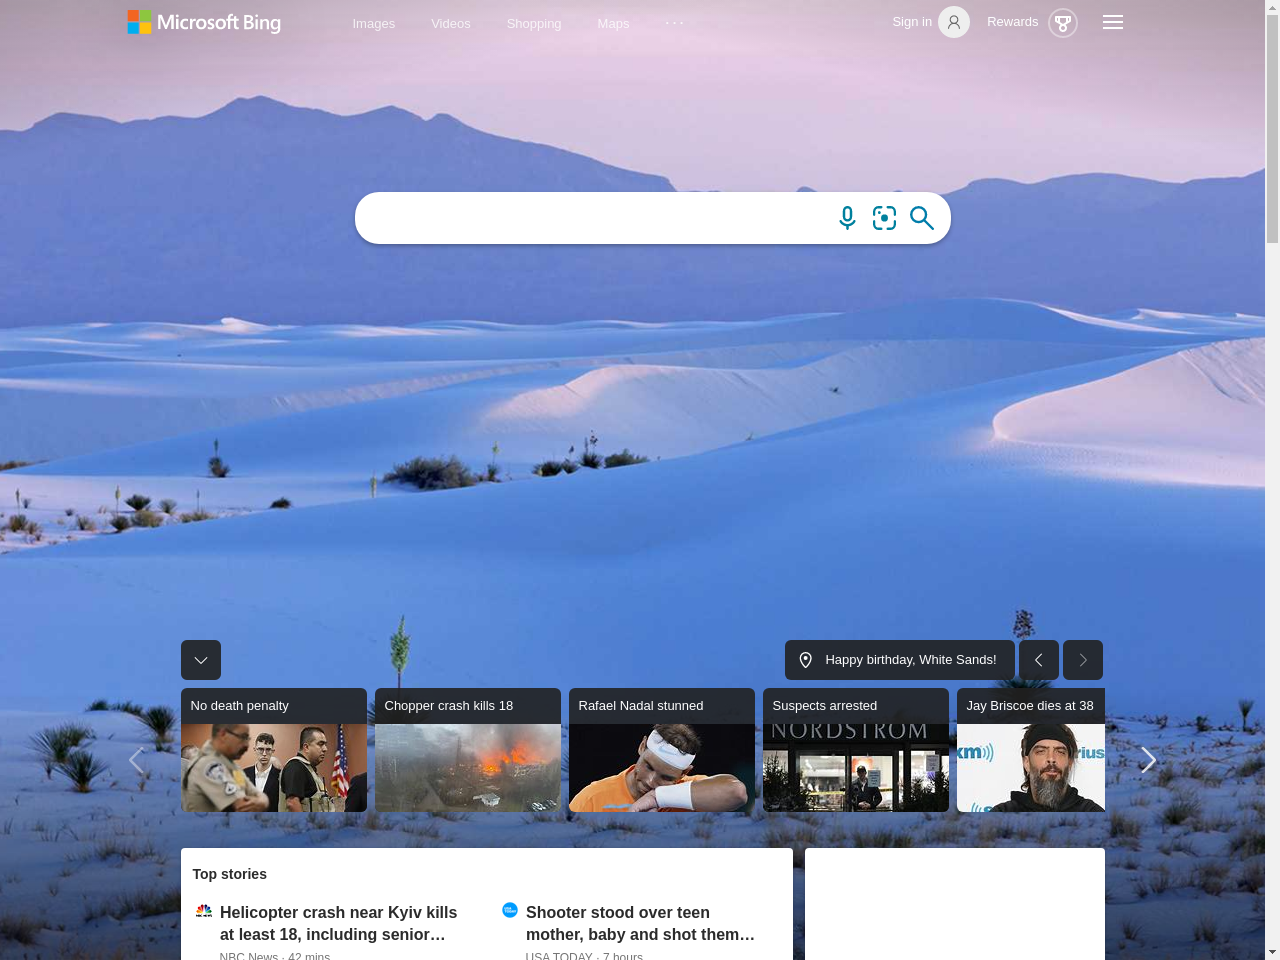 Microsoft Bing
Images
Videos
Shopping
Maps
Sign in
Rewards
Happy birthday, White Sands!
No death penalty
Chopper crash kills 18
Rafael Nadal stunned
Suspects arrested
Jay Briscoe dies at 38
NORDSTROM
Top stories
Helicopter crash near Kyiv kills
at least 18, including senior…
NBC News · 42 mins
Shooter stood over teen
mother, baby and shot them…
USA TODAY · 7 hours